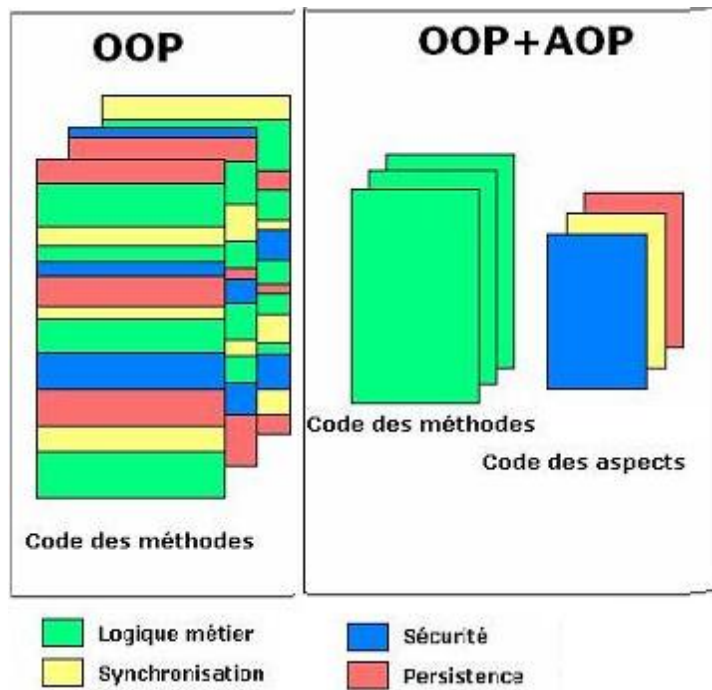 OOP
OOP+AOP
Code des méthodes
Code des méthodes
Code des aspects
Logique métier
Sécurité
Synchronisation
Persistence